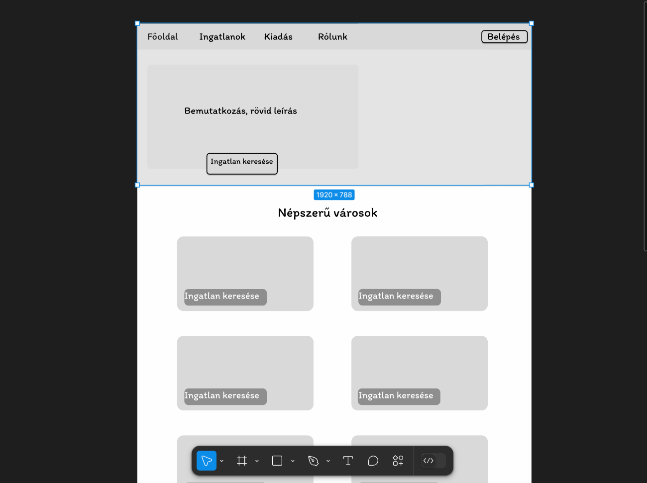 Főoldal Ingatlanok Kiadás Rólunk Belépés
Bemutatkozás, rövid leírás
Ingatlan keresése
1920 × 788
Népszerű városok
Ingatlan keresése Ingatlan keresése
Ingatlan keresése Ingatlan keresése